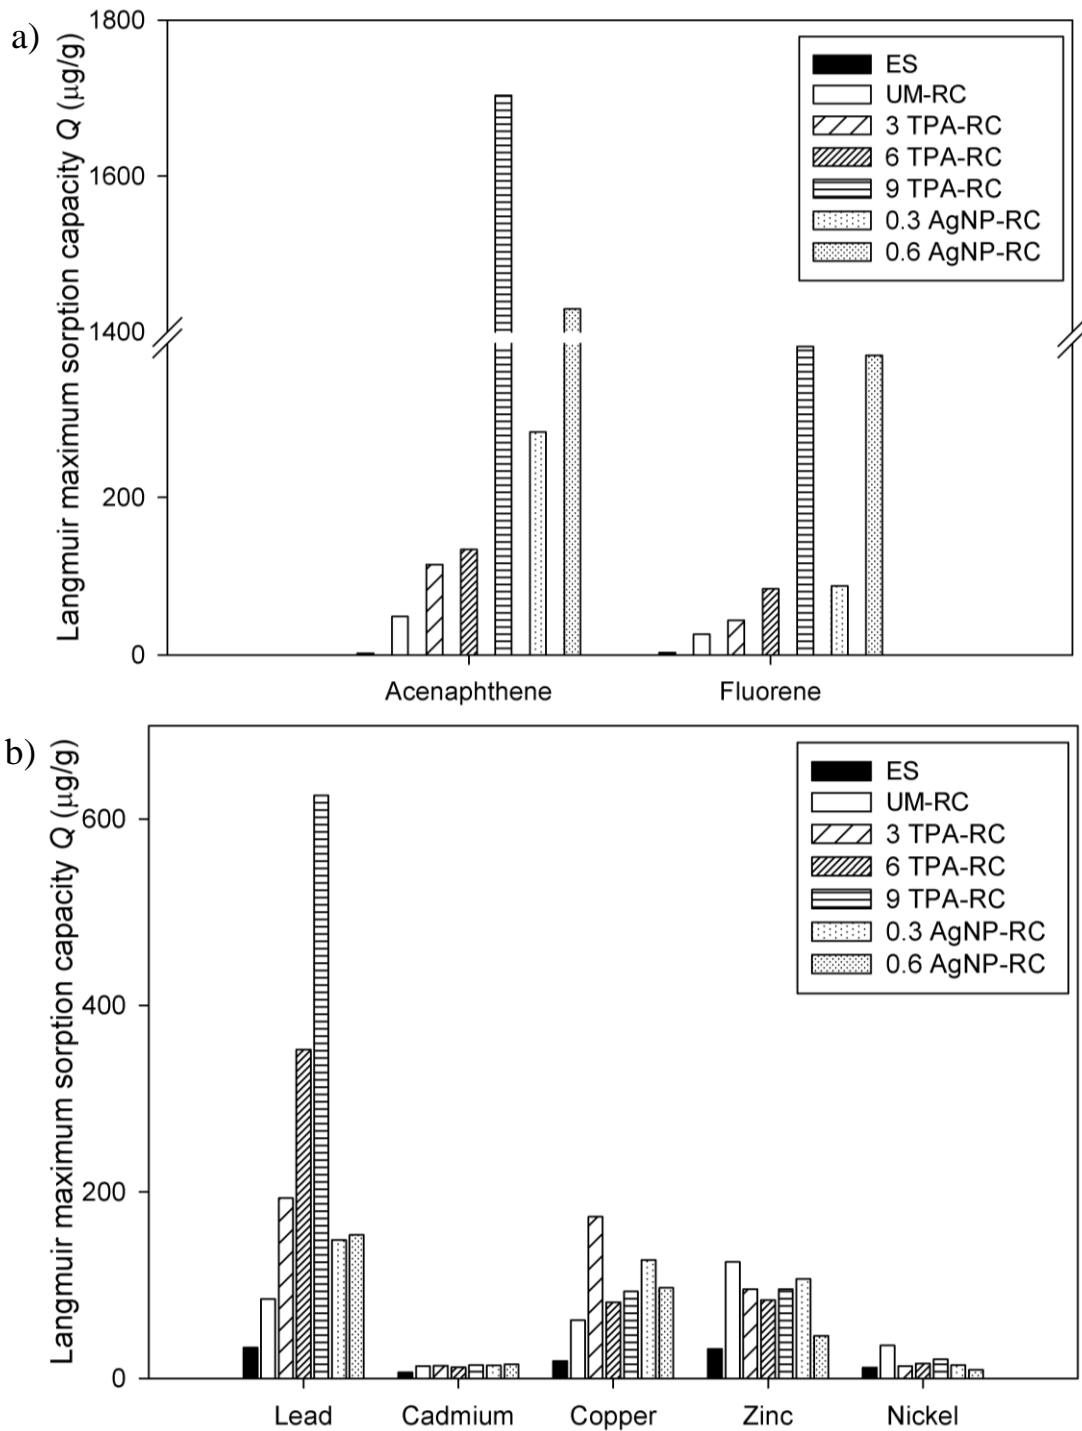 a)
Langmuir maximum sorption capacity Q (µg/g)
1800
1600
1400
200
0
ES
UM-RC
3 TPA-RC
6 TPA-RC
9 TPA-RC
0.3 AgNP-RC
0.6 AgNP-RC
Acenaphthene
Fluorene
b)
Langmuir maximum sorption capacity Q (µg/g)
600
400
200
0
ES
UM-RC
3 TPA-RC
6 TPA-RC
9 TPA-RC
0.3 AgNP-RC
0.6 AgNP-RC
Lead
Cadmium
Copper
Zinc
Nickel